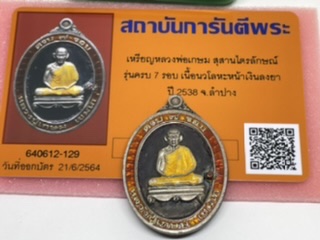 สถาบันการันตีพระ
เหรียญหลวงพ่อเกษม สุสานไตรลักษณ์
รุ่นครบ 7 รอบ เนื้อนวโลหะหน้าเงินลงยา
ปี 2538 จ.ลำปาง
640612-129
วันที่ออกบัตร 21/6/2564